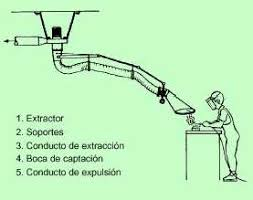 1. Extractor
2. Soportes
3. Conducto de extracción
4. Boca de captación
5. Conducto de expulsión